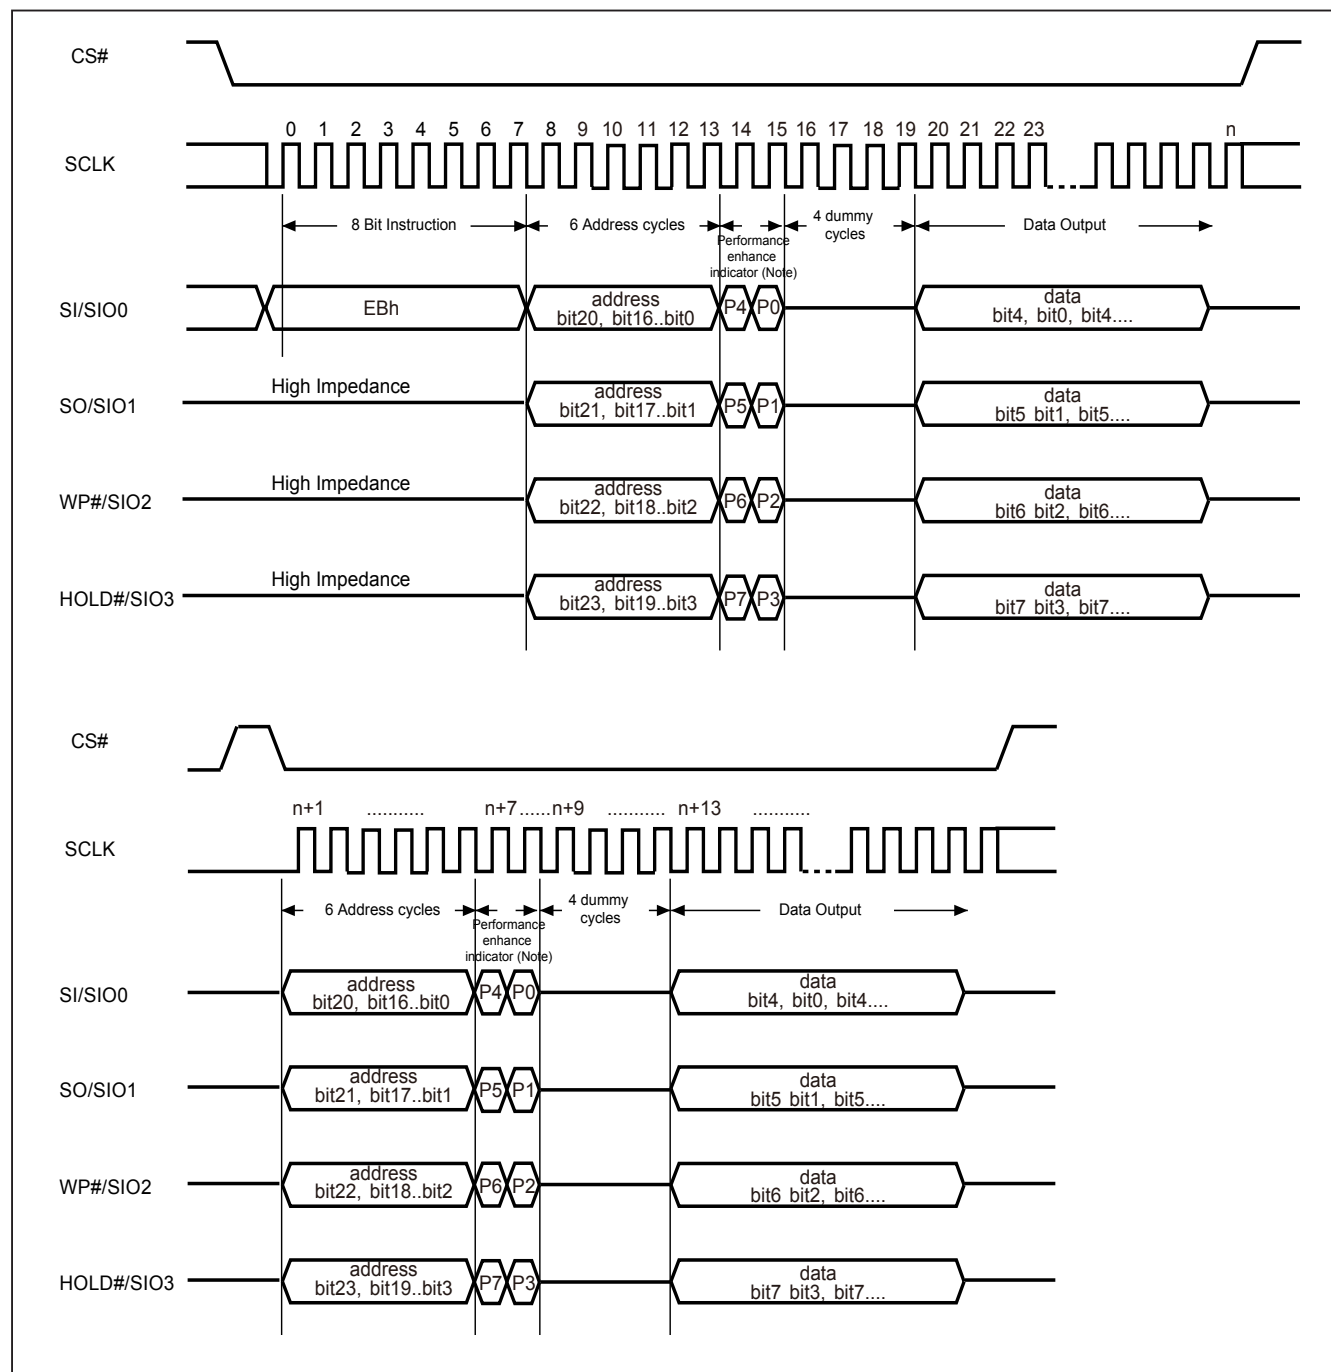 CS#
0 1 2 3 4 5 6 7 8 9 10 11 12 13 14 15 16 17 18 19 20 21 22 23 n
SCLK
8 Bit Instruction 6 Address cycles 4 dummy Data Output
cycles
Performance
enhance
indicator (Note)
SI/SIO0 EBh address P4 P0 data
bit20, bit16..bit0 bit4, bit0, bit4....
High Impedance
SO/SIO1 address P5 P1 data
bit21, bit17..bit1 bit5 bit1, bit5....
High Impedance
WP#/SIO2 address P6 P2 data
bit22, bit18..bit2 bit6 bit2, bit6....
High Impedance
HOLD#/SIO3 address P7 P3 data
bit23, bit19..bit3 bit7 bit3, bit7....
CS#
n+1 ........... n+7......n+9 ........... n+13 ...........
SCLK
6 Address cycles 4 dummy Data Output
cycles
Performance
enhance
indicator (Note)
SI/SIO0 address P4 P0 data
bit20, bit16..bit0 bit4, bit0, bit4....
SO/SIO1 address P5 P1 data
bit21, bit17..bit1 bit5 bit1, bit5....
WP#/SIO2 address P6 P2 data
bit22, bit18..bit2 bit6 bit2, bit6....
HOLD#/SIO3 address P7 P3 data
bit23, bit19..bit3 bit7 bit3, bit7....